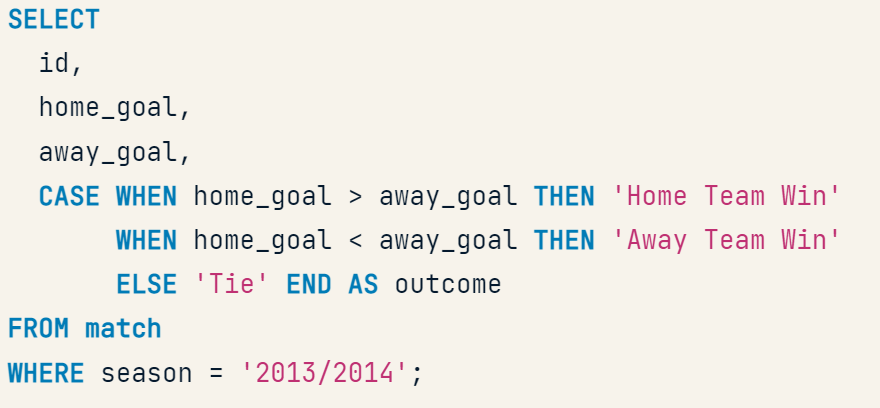 SELECT
  id,
  home_goal,
  away_goal,
  CASE WHEN home_goal > away_goal THEN 'Home Team Win'
       WHEN home_goal < away_goal THEN 'Away Team Win'
       ELSE 'Tie' END AS outcome
FROM match
WHERE season = '2013/2014';